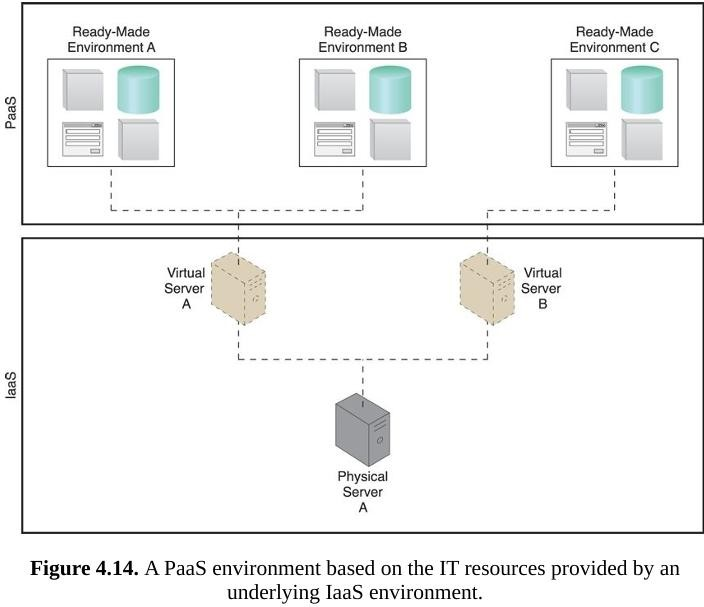 Ready-Made
Environment A
Ready-Made
Environment B
Ready-Made
Environment C
PaaS
Virtual
Server
A
Virtual
Server
B
IaaS
Physical
Server
A
Figure 4.14. A PaaS environment based on the IT resources provided by an
underlying IaaS environment.